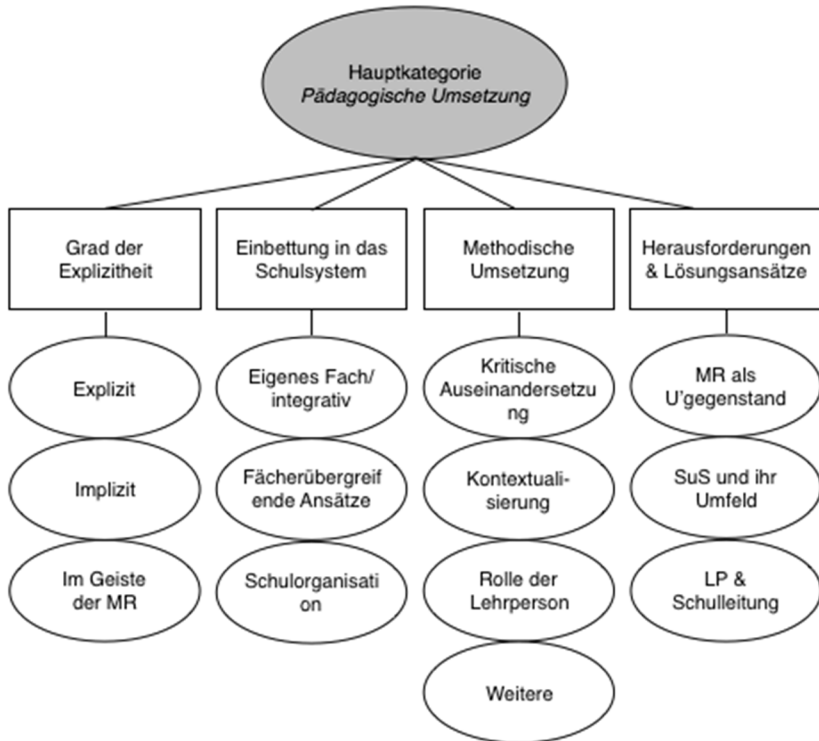 Hauptkategorie
Pädagogische Umsetzung
Grad der
Explizitheit
Einbettung in das
Schulsystem
Methodische
Umsetzung
Herausforderungen
& Lösungsansätze
Explizit
Eigenes Fach/
integrativ
Kritische
Auseinandersetzu
ng
MR als
U'gegenstand
Implizit
Fächerübergreif
ende Ansätze
Kontextuali-
sierung
SuS und ihr
Umfeld
Im Geiste
der MR
Schulorganisati
on
Rolle der
Lehrperson
LP &
Schulleitung
Weitere